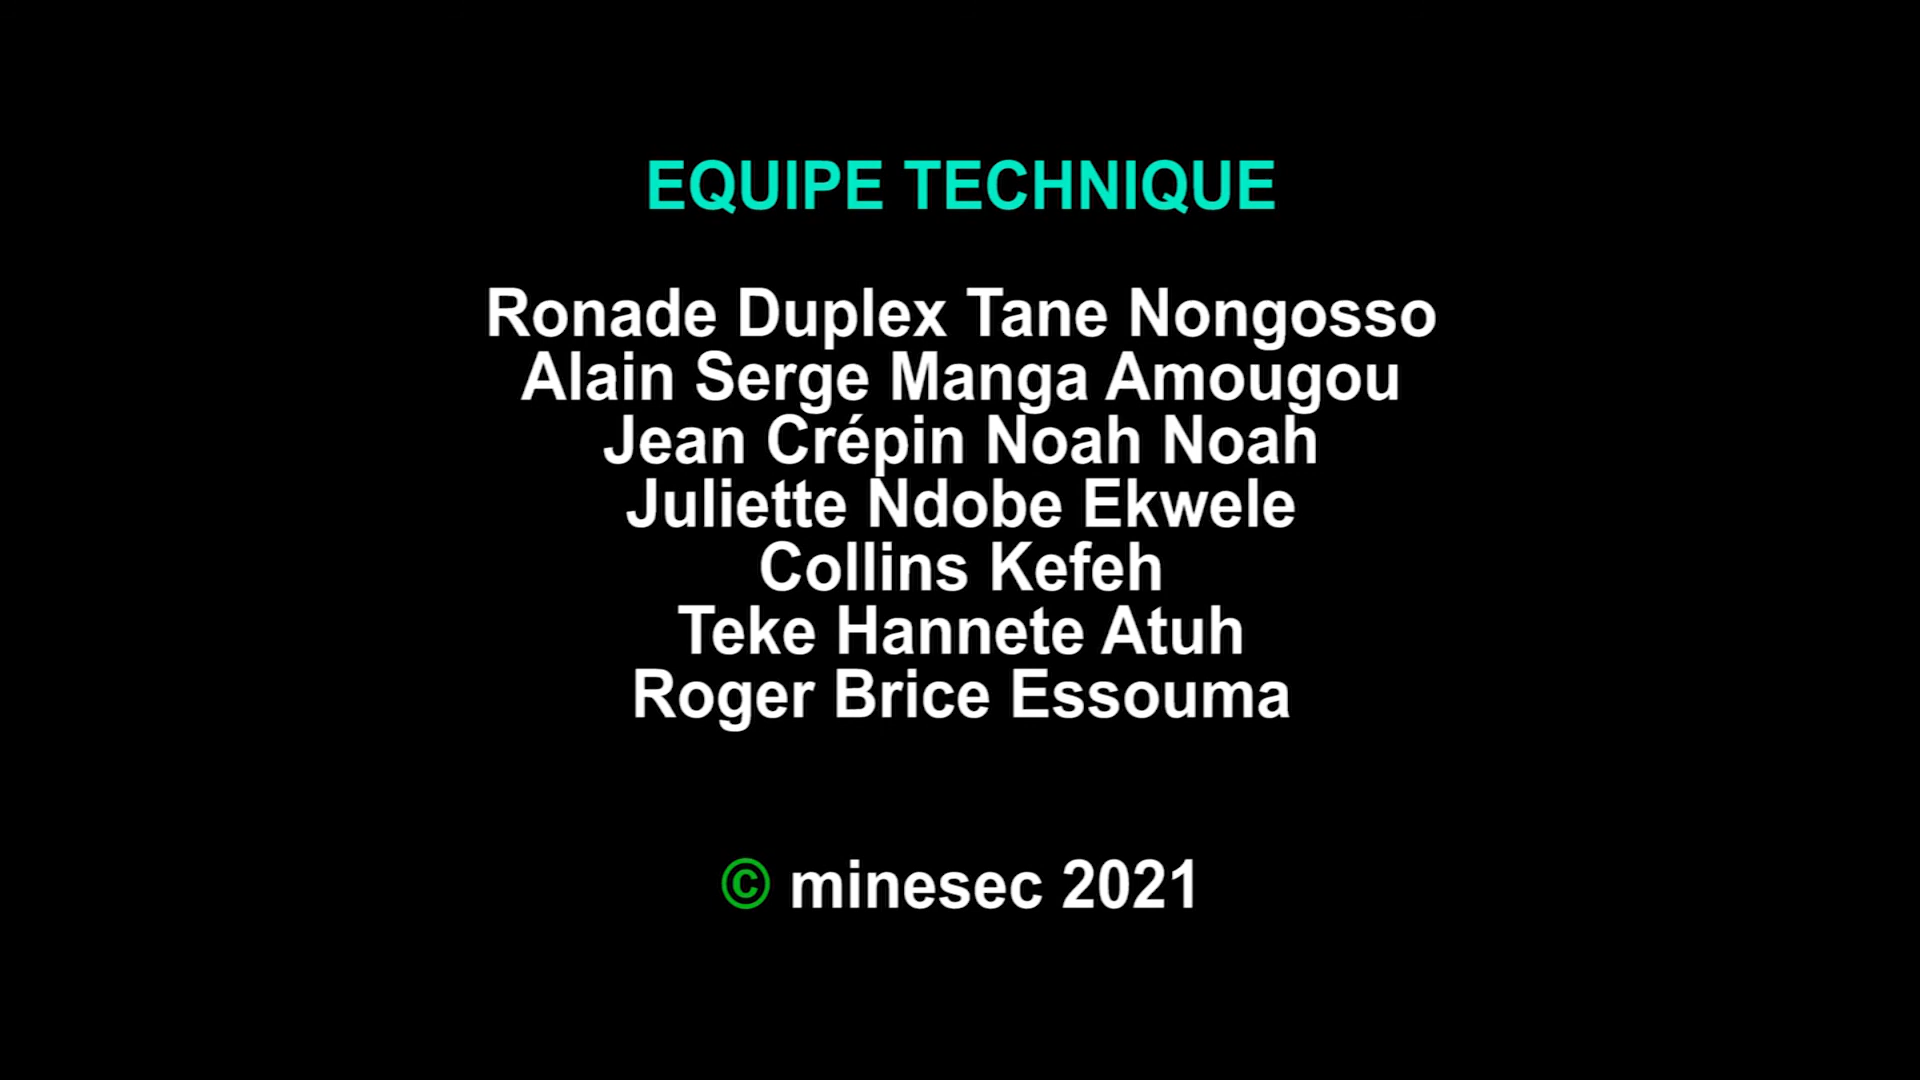 EQUIPE TECHNIQUE
Ronade Duplex Tane Nongosso
Alain Serge Manga Amougou
Jean Crépin Noah Noah
Juliette Ndobe Ekwele
Collins Kefeh
Teke Hannete Atuh
Roger Brice Essouma
© minesec 2021